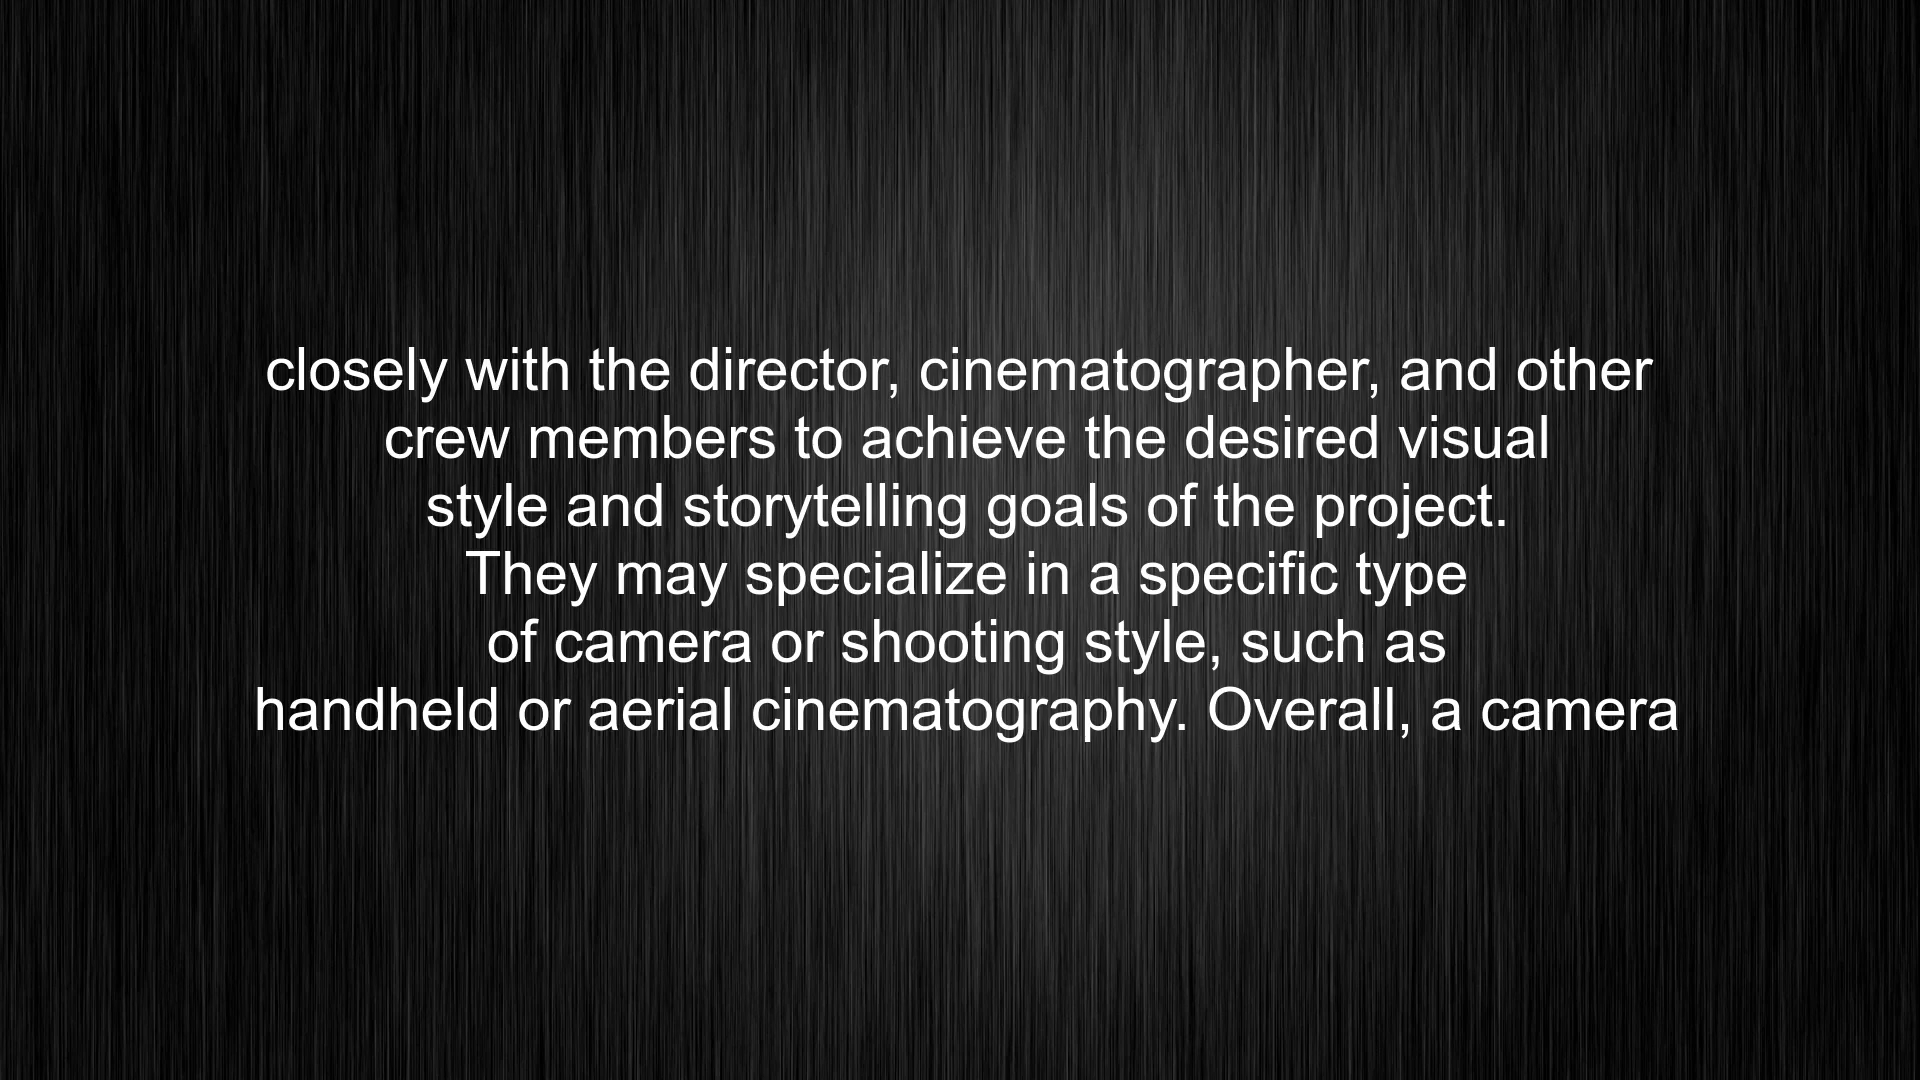 closely with the director, cinematographer, and other
crew members to achieve the desired visual
style and storytelling goals of the project.
They may specialize in a specific type
of camera or shooting style, such as
handheld or aerial cinematography. Overall, a camera